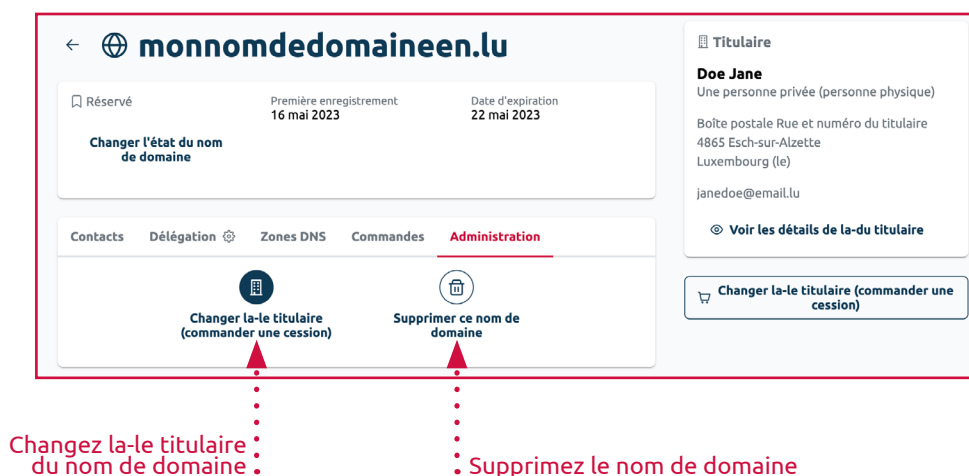 monnomdedomaineen.lu
Réservé
Première enregistrement
16 mai 2023
Date d'expiration
22 mai 2023
Changer l'état du nom
de domaine
Contacts Délégation Zones DNS Commandes Administration
Changer la-le titulaire
(commander une cession)
Supprimer ce nom de
domaine
Titulaire
Doe Jane
Une personne privée (personne physique)
Boîte postale Rue et numéro du titulaire
4865 Esch-sur-Alzette
Luxembourg (le)
janedoe@email.lu
Voir les détails de la-du titulaire
Changer la-le titulaire (commander une
cession)
Changez la-le titulaire
du nom de domaine
Supprimez le nom de domaine